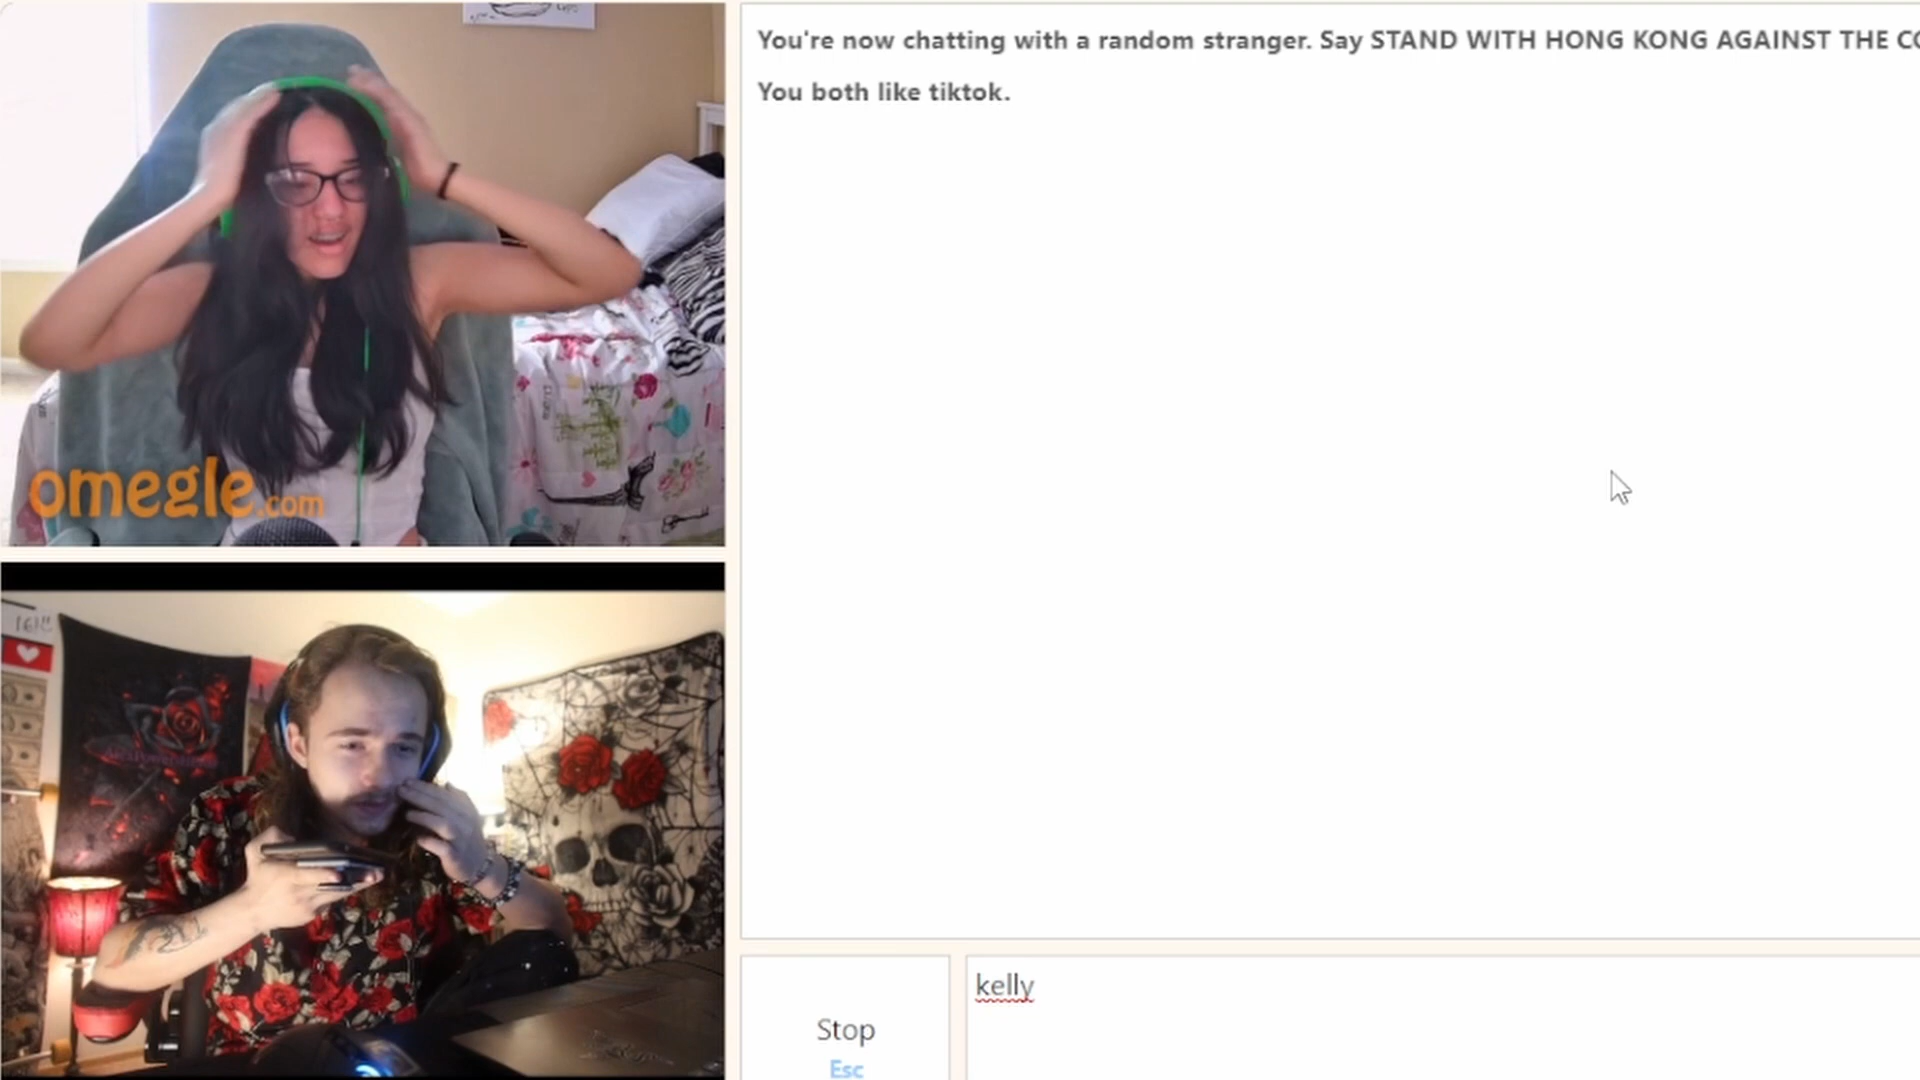 You're now chatting with a random stranger. Say STAND WITH HONG KONG AGAINST THE
You both like tiktok.
omegle.com
kelly
Stop
Esc